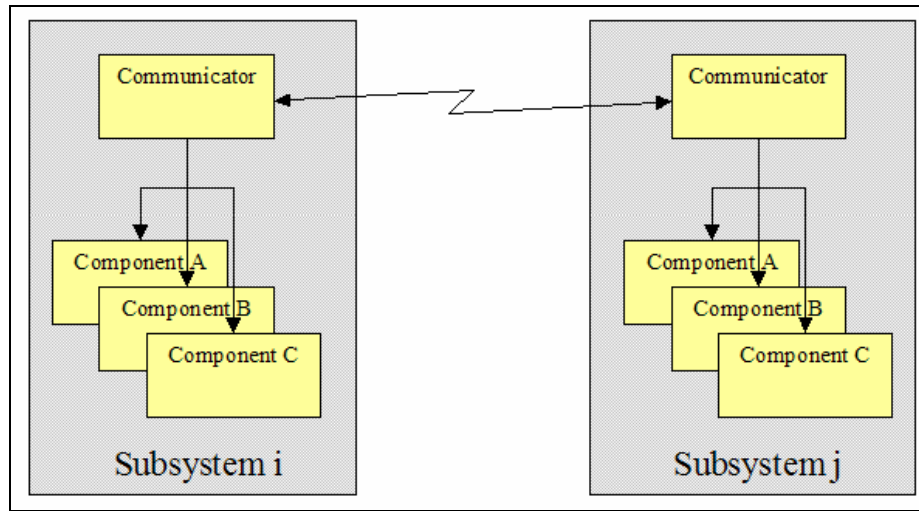 Communicator
Component A
Component B
Component C
Subsystem i
Communicator
Component A
Component B
Component C
Subsystem j